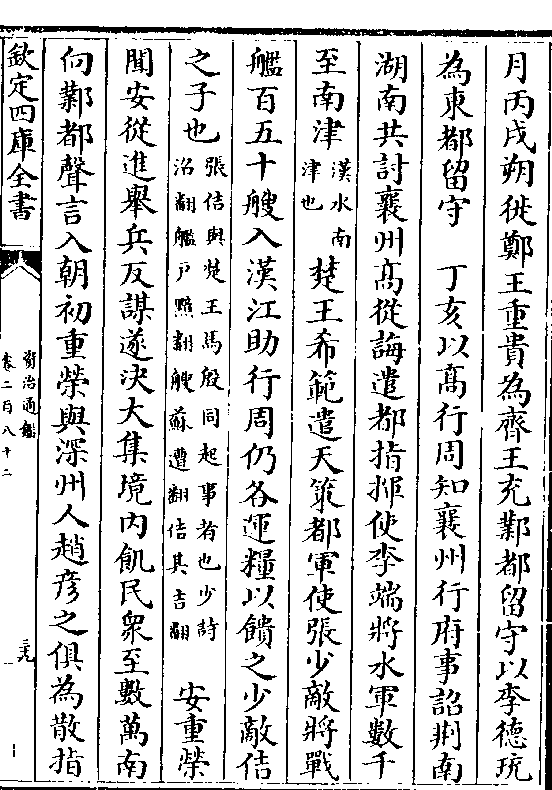 月丙戌朔徙鄭王重貴為齊王充鄴都留守以李德珫
為東都留守　丁亥以高行周知襄州行府事詔荆南
湖南共討襄州高從誨遣都指揮使李端將水軍數千
至南津漢水南津也楚王希範遣天策都軍使張少敵將戰
艦百五十艘入漢江助行周仍各運糧以饋之少敵佶
之子也張佶與楚王馬殷同起事者也少詩沼翻艦戸黯翻艘蘇遭翻佶其吉翻　安重榮
聞安從進舉兵反謀遂決大集境內飢民衆至數萬南
向鄴都聲言入朝初重榮與深州人趙彦之俱為散指
欽定四庫全書
資治通鑑
卷二百八十二